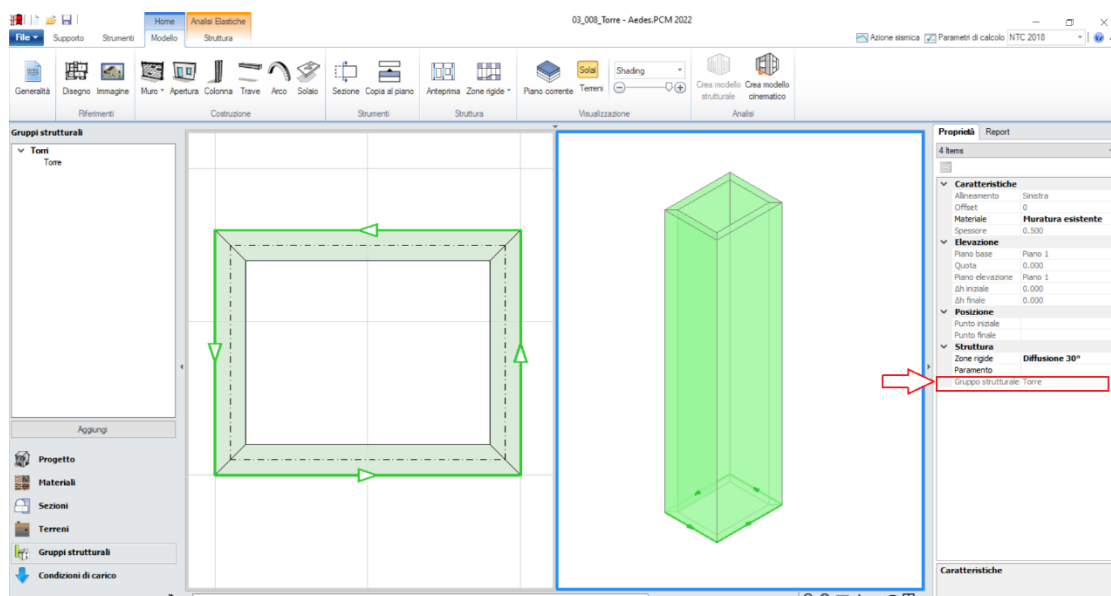 03_008_Torre - Aedes.PCM 2022
Home Analisi Elastiche
File Supporto Strumenti Modello Struttura
Azione sismica Parametri di calcolo NTC 2018
Generalità Disegno Immagine Muro Apertura Colonna Trave Arco Solaio Sezione Copia al piano Anteprima Zone rigide Piano corrente Solai Terreni Shading Crea modello strutturale Crea modello cinematico
Riferimenti Costruzione Strumenti Struttura Visualizzazione Analisi
Gruppi strutturali
Torri
Torre
Aggiungi
Progetto
Materiali
Sezioni
Terreni
Gruppi strutturali
Condizioni di carico
Proprietà Report
4 Items
Caratteristiche
Allineamento Sinistra
Offset 0
Materiale Muratura esistente
Spessore 0.500
Elevazione
Piano base Piano 1
Quota 0.000
Piano elevazione Piano 1
Δh iniziale 0.000
Δh finale 0.000
Posizione
Punto iniziale
Punto finale
Struttura
Zone rigide Diffusione 30°
Paramento
Gruppo strutturale Torre
Caratteristiche